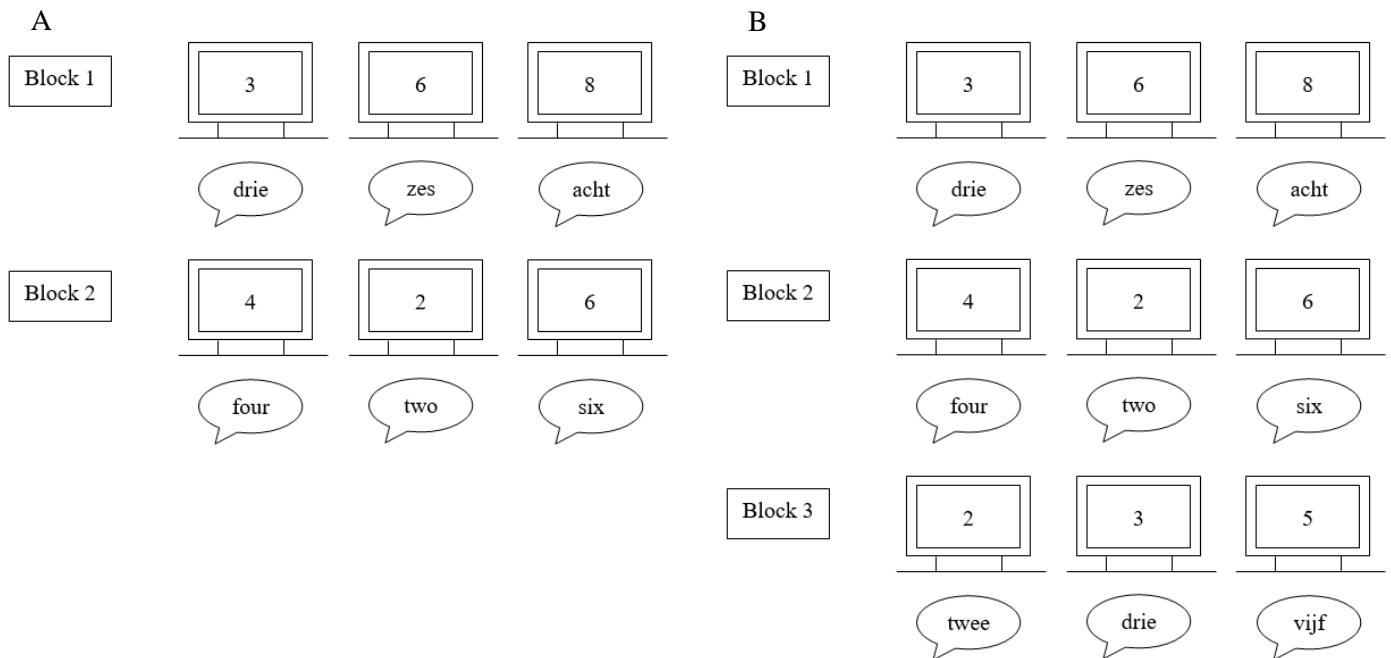 A
Block 1
3 6 8
drie zes acht
Block 2
4 2 6
four two six
B
Block 1
3 6 8
drie zes acht
Block 2
4 2 6
four two six
Block 3
2 3 5
twee drie vijf